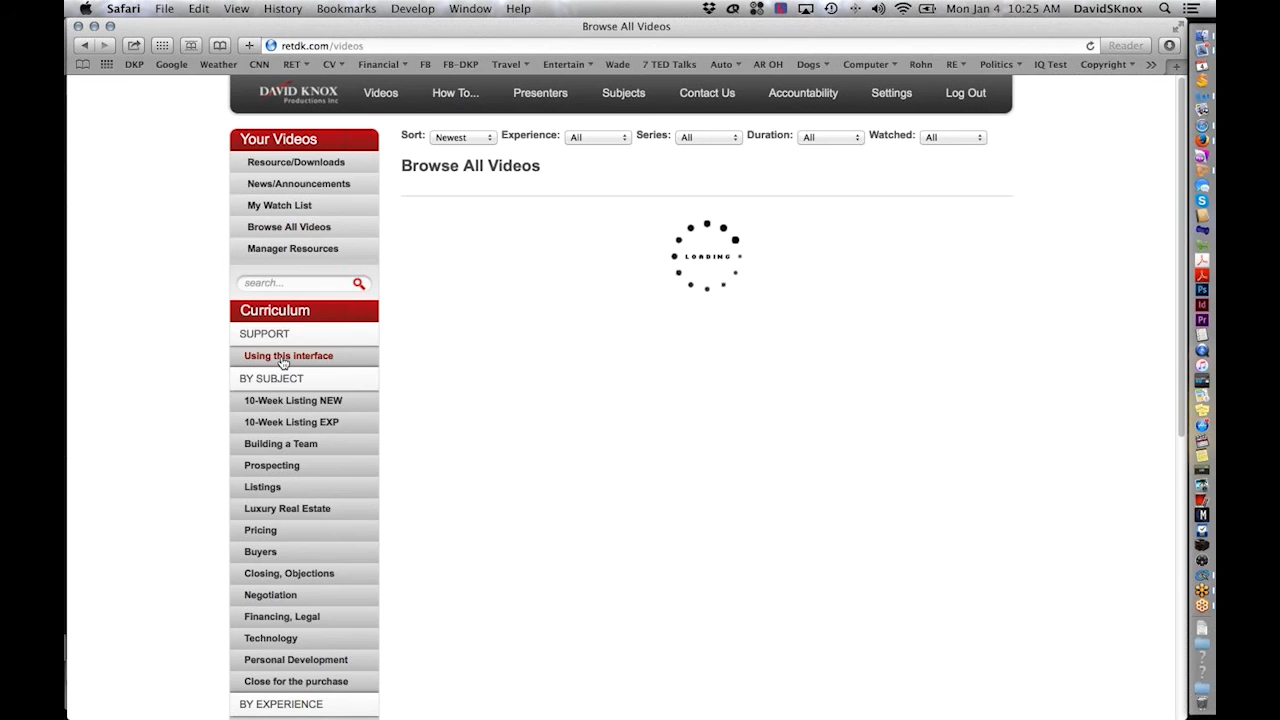 Safari File Edit View History Bookmarks Develop Window Help Mon Jan 4 10:25 AM DavidSKnox
Browse All Videos
retdk.com/videos Reader
DKP Google Weather CNN RET CV Financial FB FB-DKP Travel Entertain Wade 7 TED Talks Auto AR OH Dogs Computer Rohn RE Politics IQ Test Copyright
DAVID KNOX
Productions Inc
Videos How To... Presenters Subjects Contact Us Accountability Settings Log Out
Sort: Newest Experience: All Series: All Duration: All Watched: All
Browse All Videos
LOADING
Your Videos
Resource/Downloads
News/Announcements
My Watch List
Browse All Videos
Manager Resources
search...
Curriculum
SUPPORT
Using this interface
BY SUBJECT
10-Week Listing NEW
10-Week Listing EXP
Building a Team
Prospecting
Listings
Luxury Real Estate
Pricing
Buyers
Closing, Objections
Negotiation
Financing, Legal
Technology
Personal Development
Close for the purchase
BY EXPERIENCE